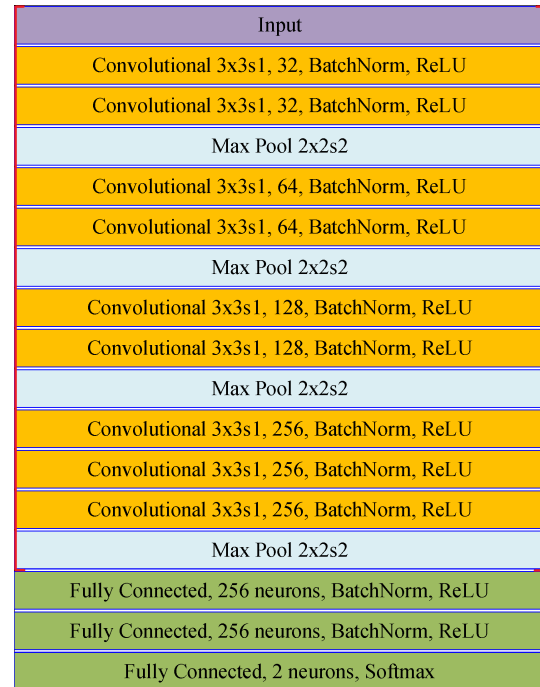 Input
Convolutional 3x3s1, 32, BatchNorm, ReLU
Convolutional 3x3s1, 32, BatchNorm, ReLU
Max Pool 2x2s2
Convolutional 3x3s1, 64, BatchNorm, ReLU
Convolutional 3x3s1, 64, BatchNorm, ReLU
Max Pool 2x2s2
Convolutional 3x3s1, 128, BatchNorm, ReLU
Convolutional 3x3s1, 128, BatchNorm, ReLU
Max Pool 2x2s2
Convolutional 3x3s1, 256, BatchNorm, ReLU
Convolutional 3x3s1, 256, BatchNorm, ReLU
Convolutional 3x3s1, 256, BatchNorm, ReLU
Max Pool 2x2s2
Fully Connected, 256 neurons, BatchNorm, ReLU
Fully Connected, 256 neurons, BatchNorm, ReLU
Fully Connected, 2 neurons, Softmax